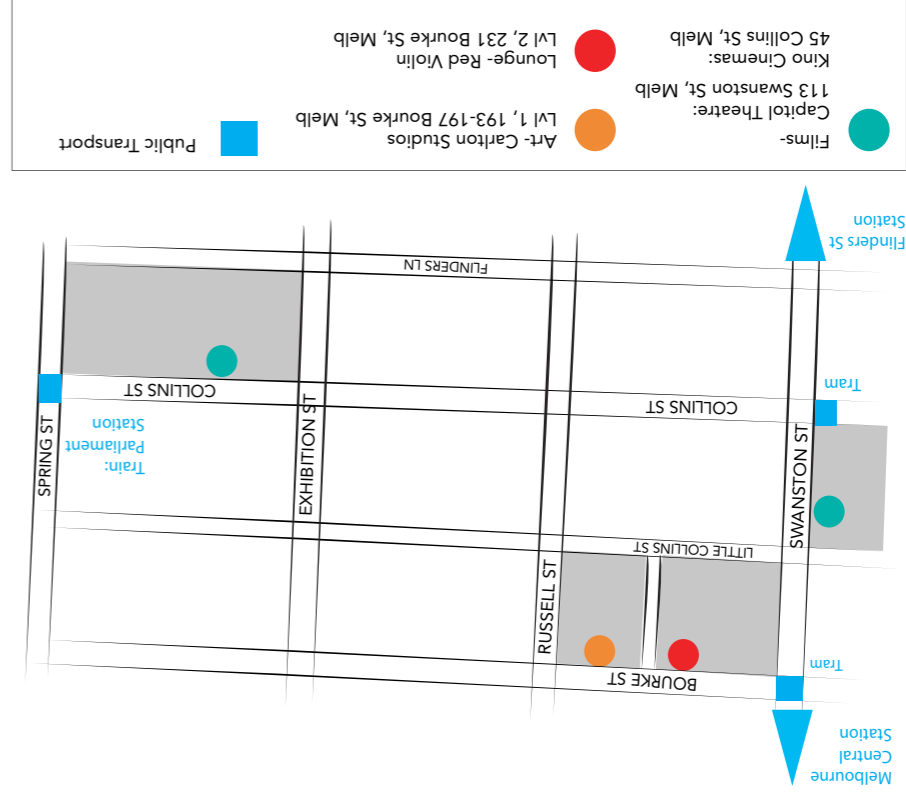 Melbourne
Central
Station
BOURKE ST
Tram
RUSSELL ST
LITTLE COLLINS ST
SWANSTON ST
EXHIBITION ST
SPRING ST
Train:
Parliament
Station
COLLINS ST
COLLINS ST
Tram
FLINDERS LN
Flinders St
Station
Films-
Capitol Theatre:
113 Swanston St, Melb
Kino Cinemas:
45 Collins St, Melb
Art- Carlton Studios
Lvl 1, 193-197 Bourke St, Melb
Lounge- Red Violin
Lvl 2, 231 Bourke St, Melb
Public Transport